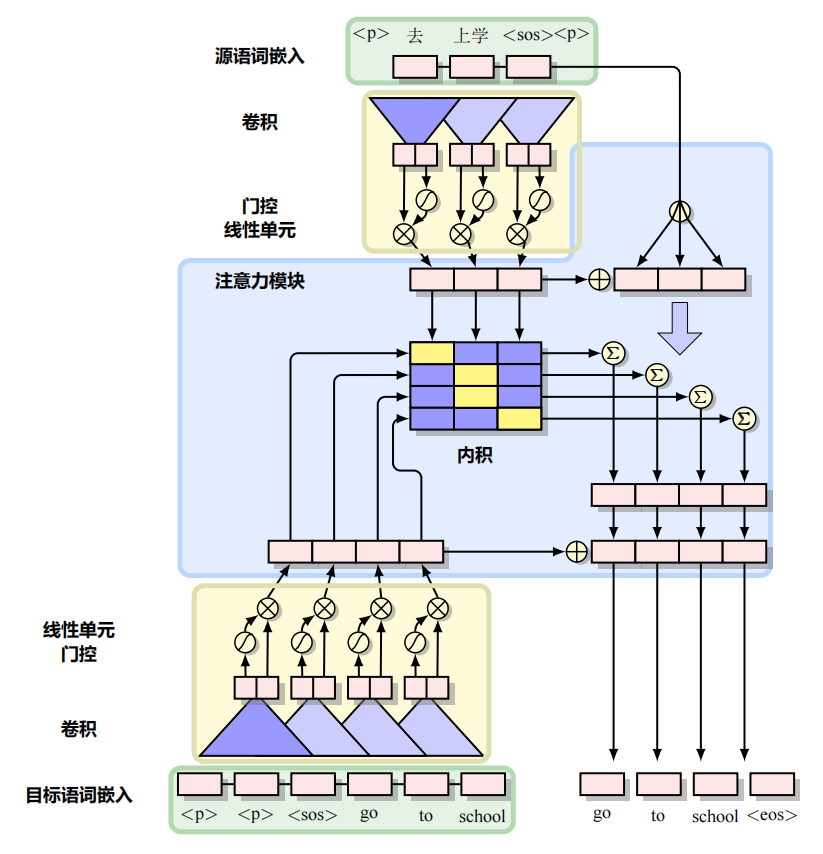 <p> 去 上学 <sos> <p>
源语词嵌入
卷积
门控
线性单元
注意力模块
Σ
Σ
Σ
Σ
内积
线性单元
门控
卷积
目标语词嵌入
<p> <p> <sos> go to school
go to school <eos>